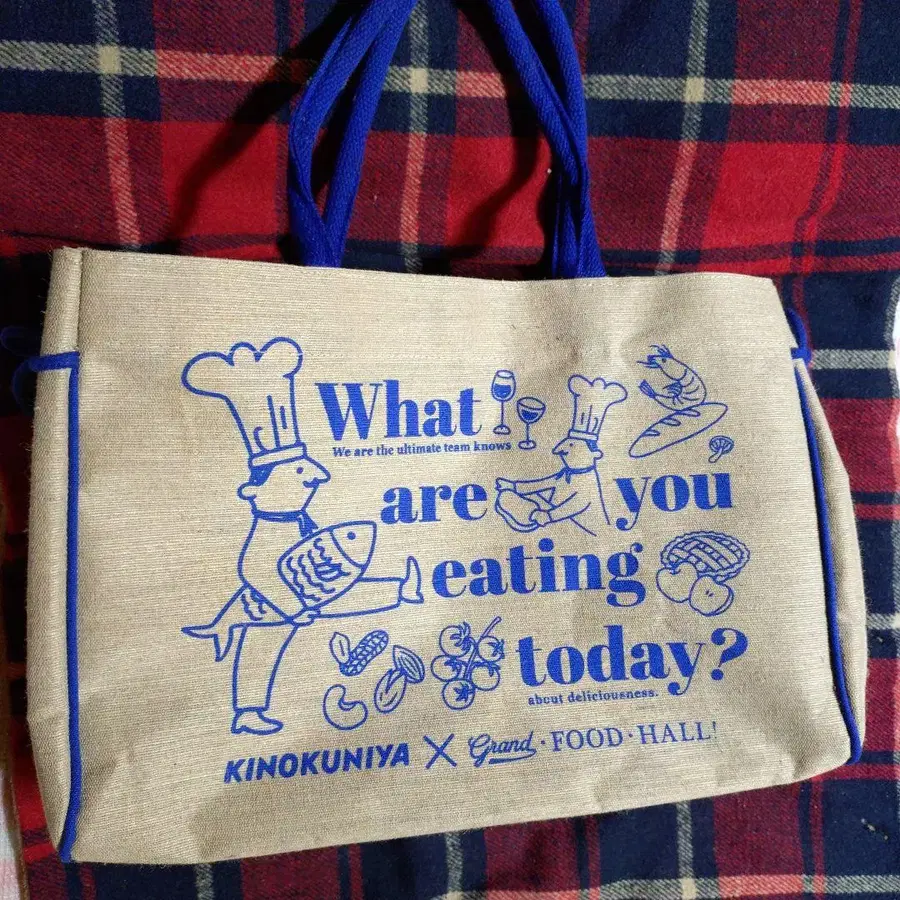 What
We are the ultimate team knows
are you
eating
today?
about deliciousness.
KINOKUNIYA X Grand・FOOD・HALL!